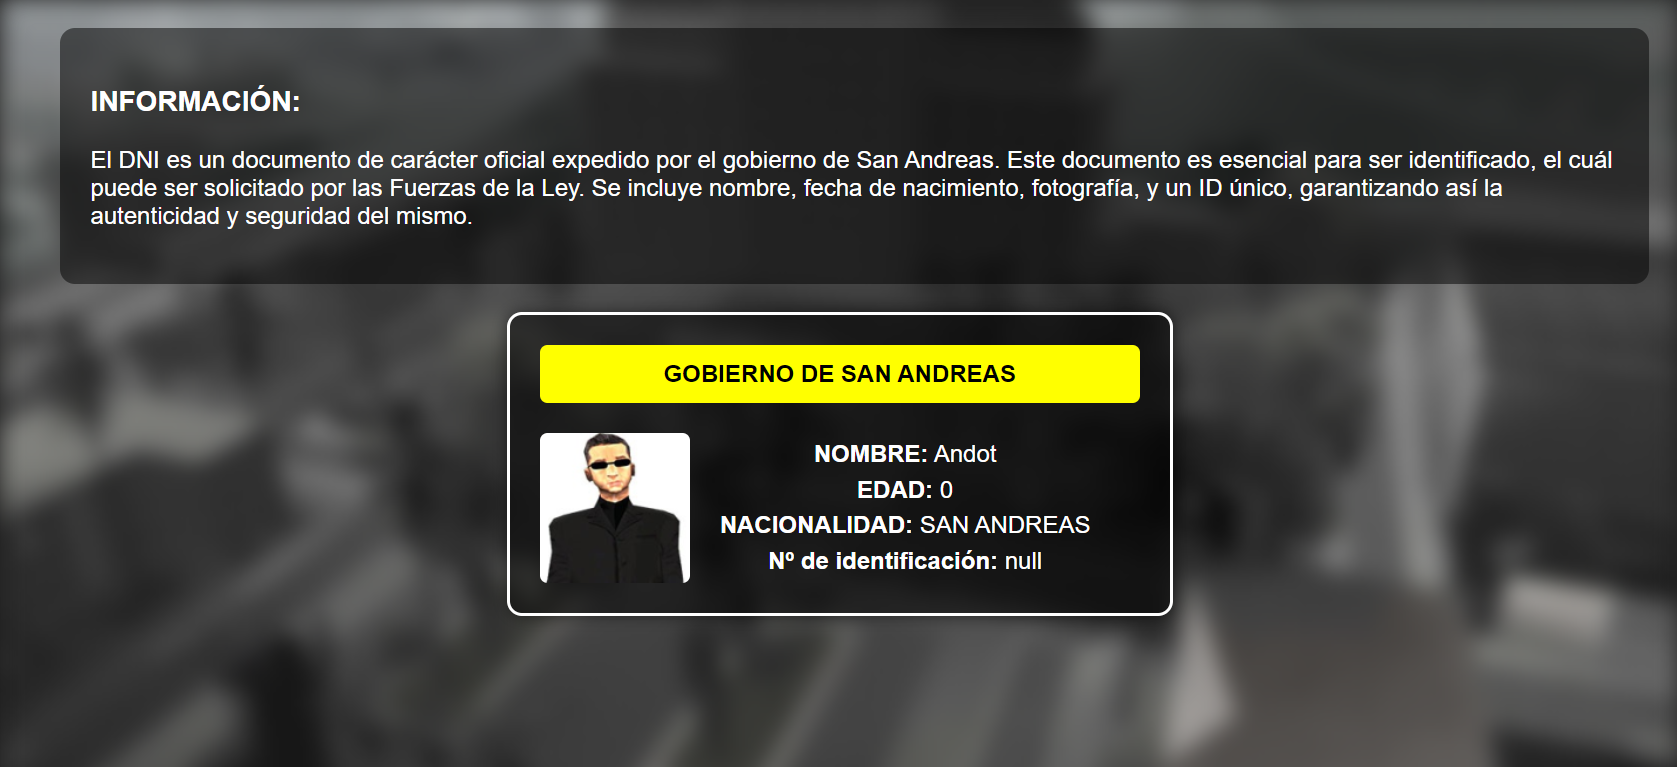 INFORMACIÓN:
El DNI es un documento de carácter oficial expedido por el gobierno de San Andreas. Este documento es esencial para ser identificado, el cuál
puede ser solicitado por las Fuerzas de la Ley. Se incluye nombre, fecha de nacimiento, fotografía, y un ID único, garantizando así la
autenticidad y seguridad del mismo.
GOBIERNO DE SAN ANDREAS
NOMBRE: Andot
EDAD: 0
NACIONALIDAD: SAN ANDREAS
Nº de identificación: null